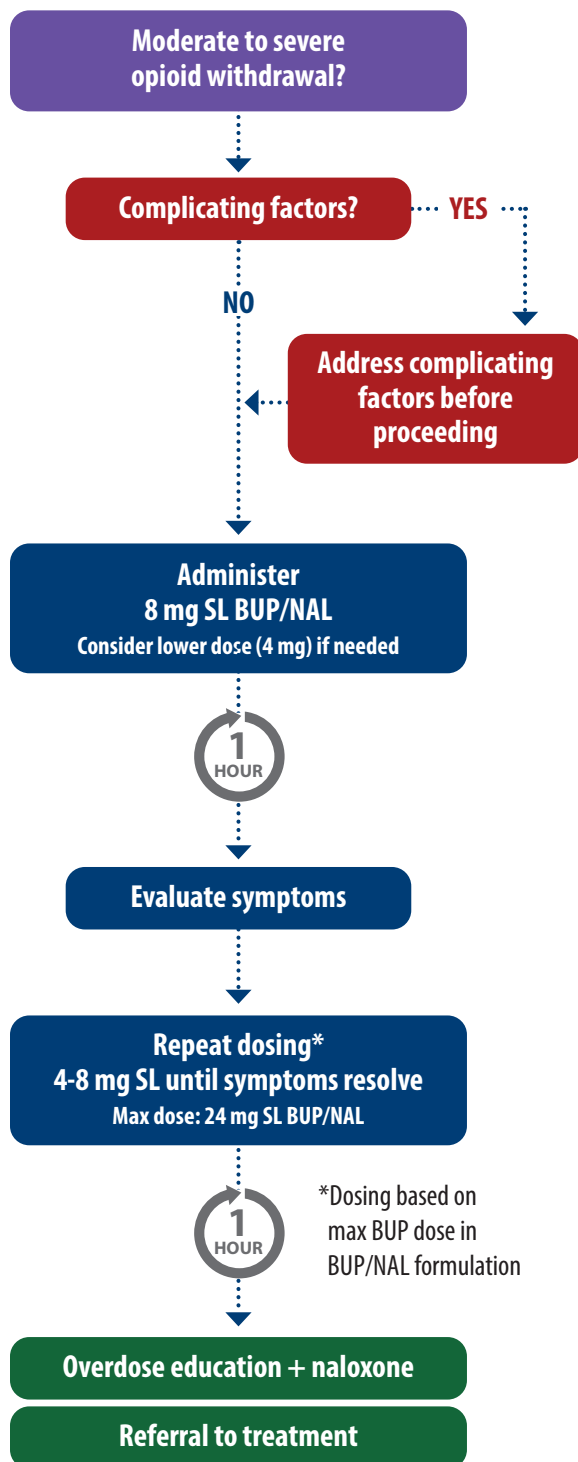 Moderate to severe
opioid withdrawal?
Complicating factors?
YES
NO
Address complicating
factors before
proceeding
Administer
8 mg SL BUP/NAL
Consider lower dose (4 mg) if needed
1
HOUR
Evaluate symptoms
Repeat dosing*
4-8 mg SL until symptoms resolve
Max dose: 24 mg SL BUP/NAL
1
HOUR
*Dosing based on
max BUP dose in
BUP/NAL formulation
Overdose education + naloxone
Referral to treatment